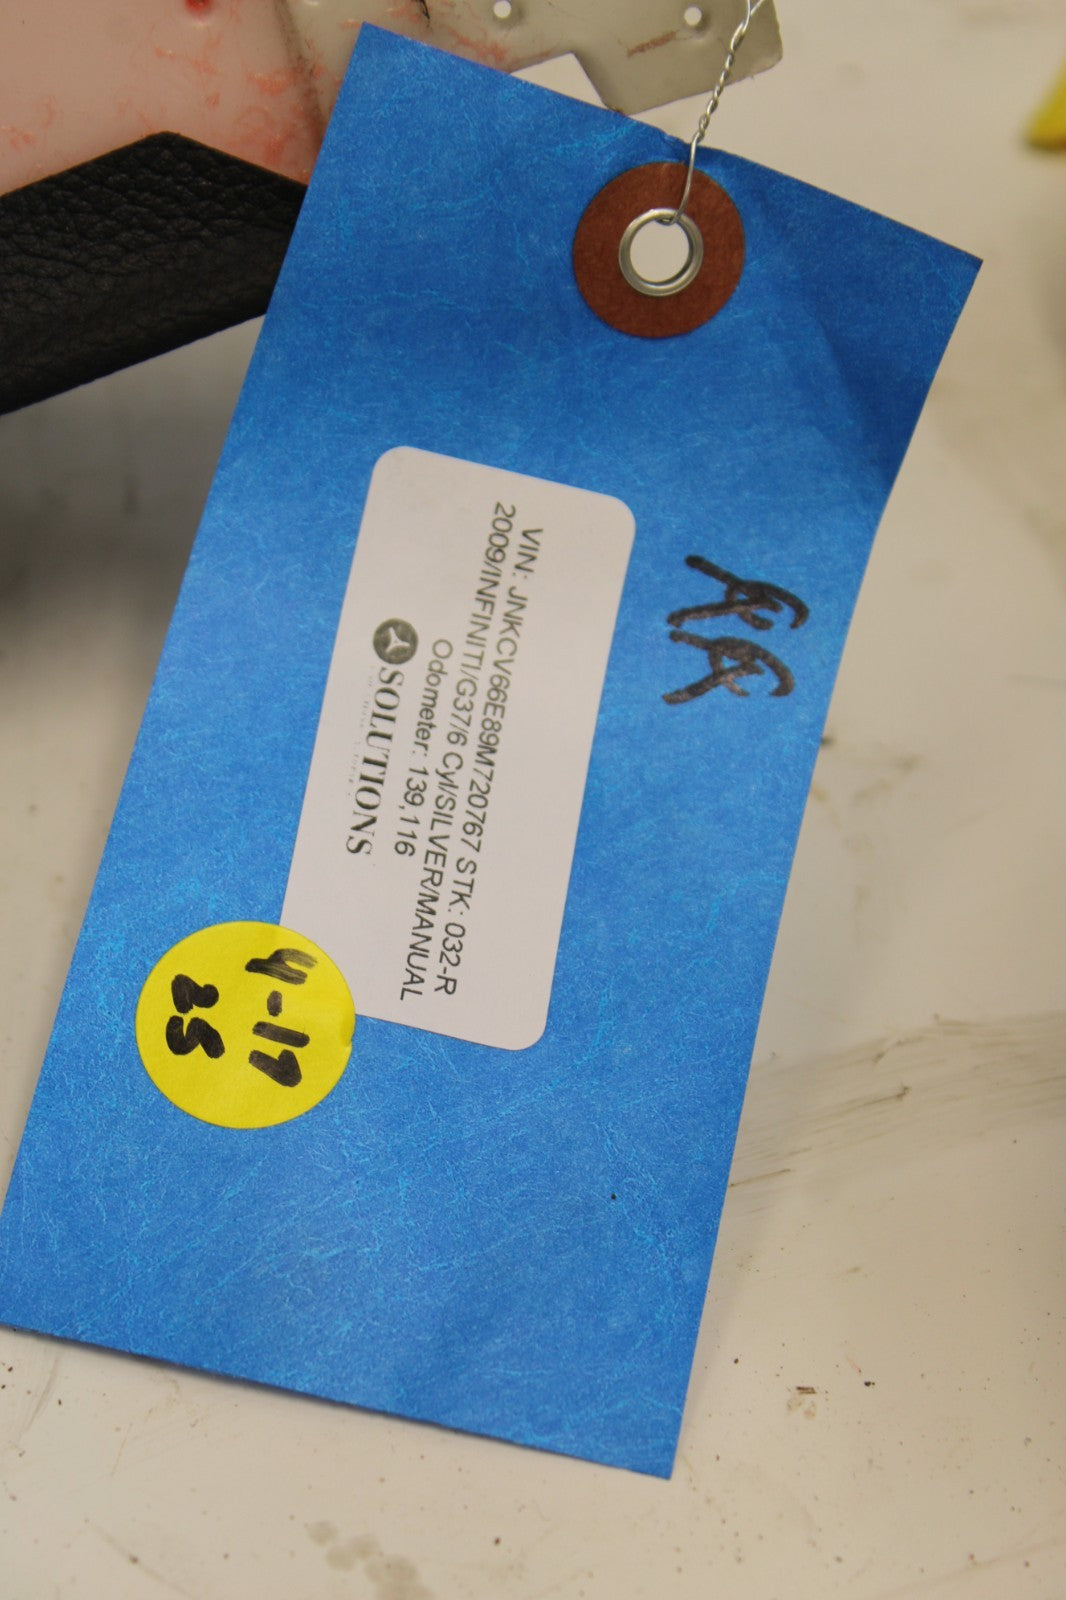 VIN: JNKCV66E89M720767 STK: 032-R
2009/INFINITI/G37/6 Cyl/SILVER/MANUAL
Odometer: 139,116
SOLUTIONS
RR
4-17
25